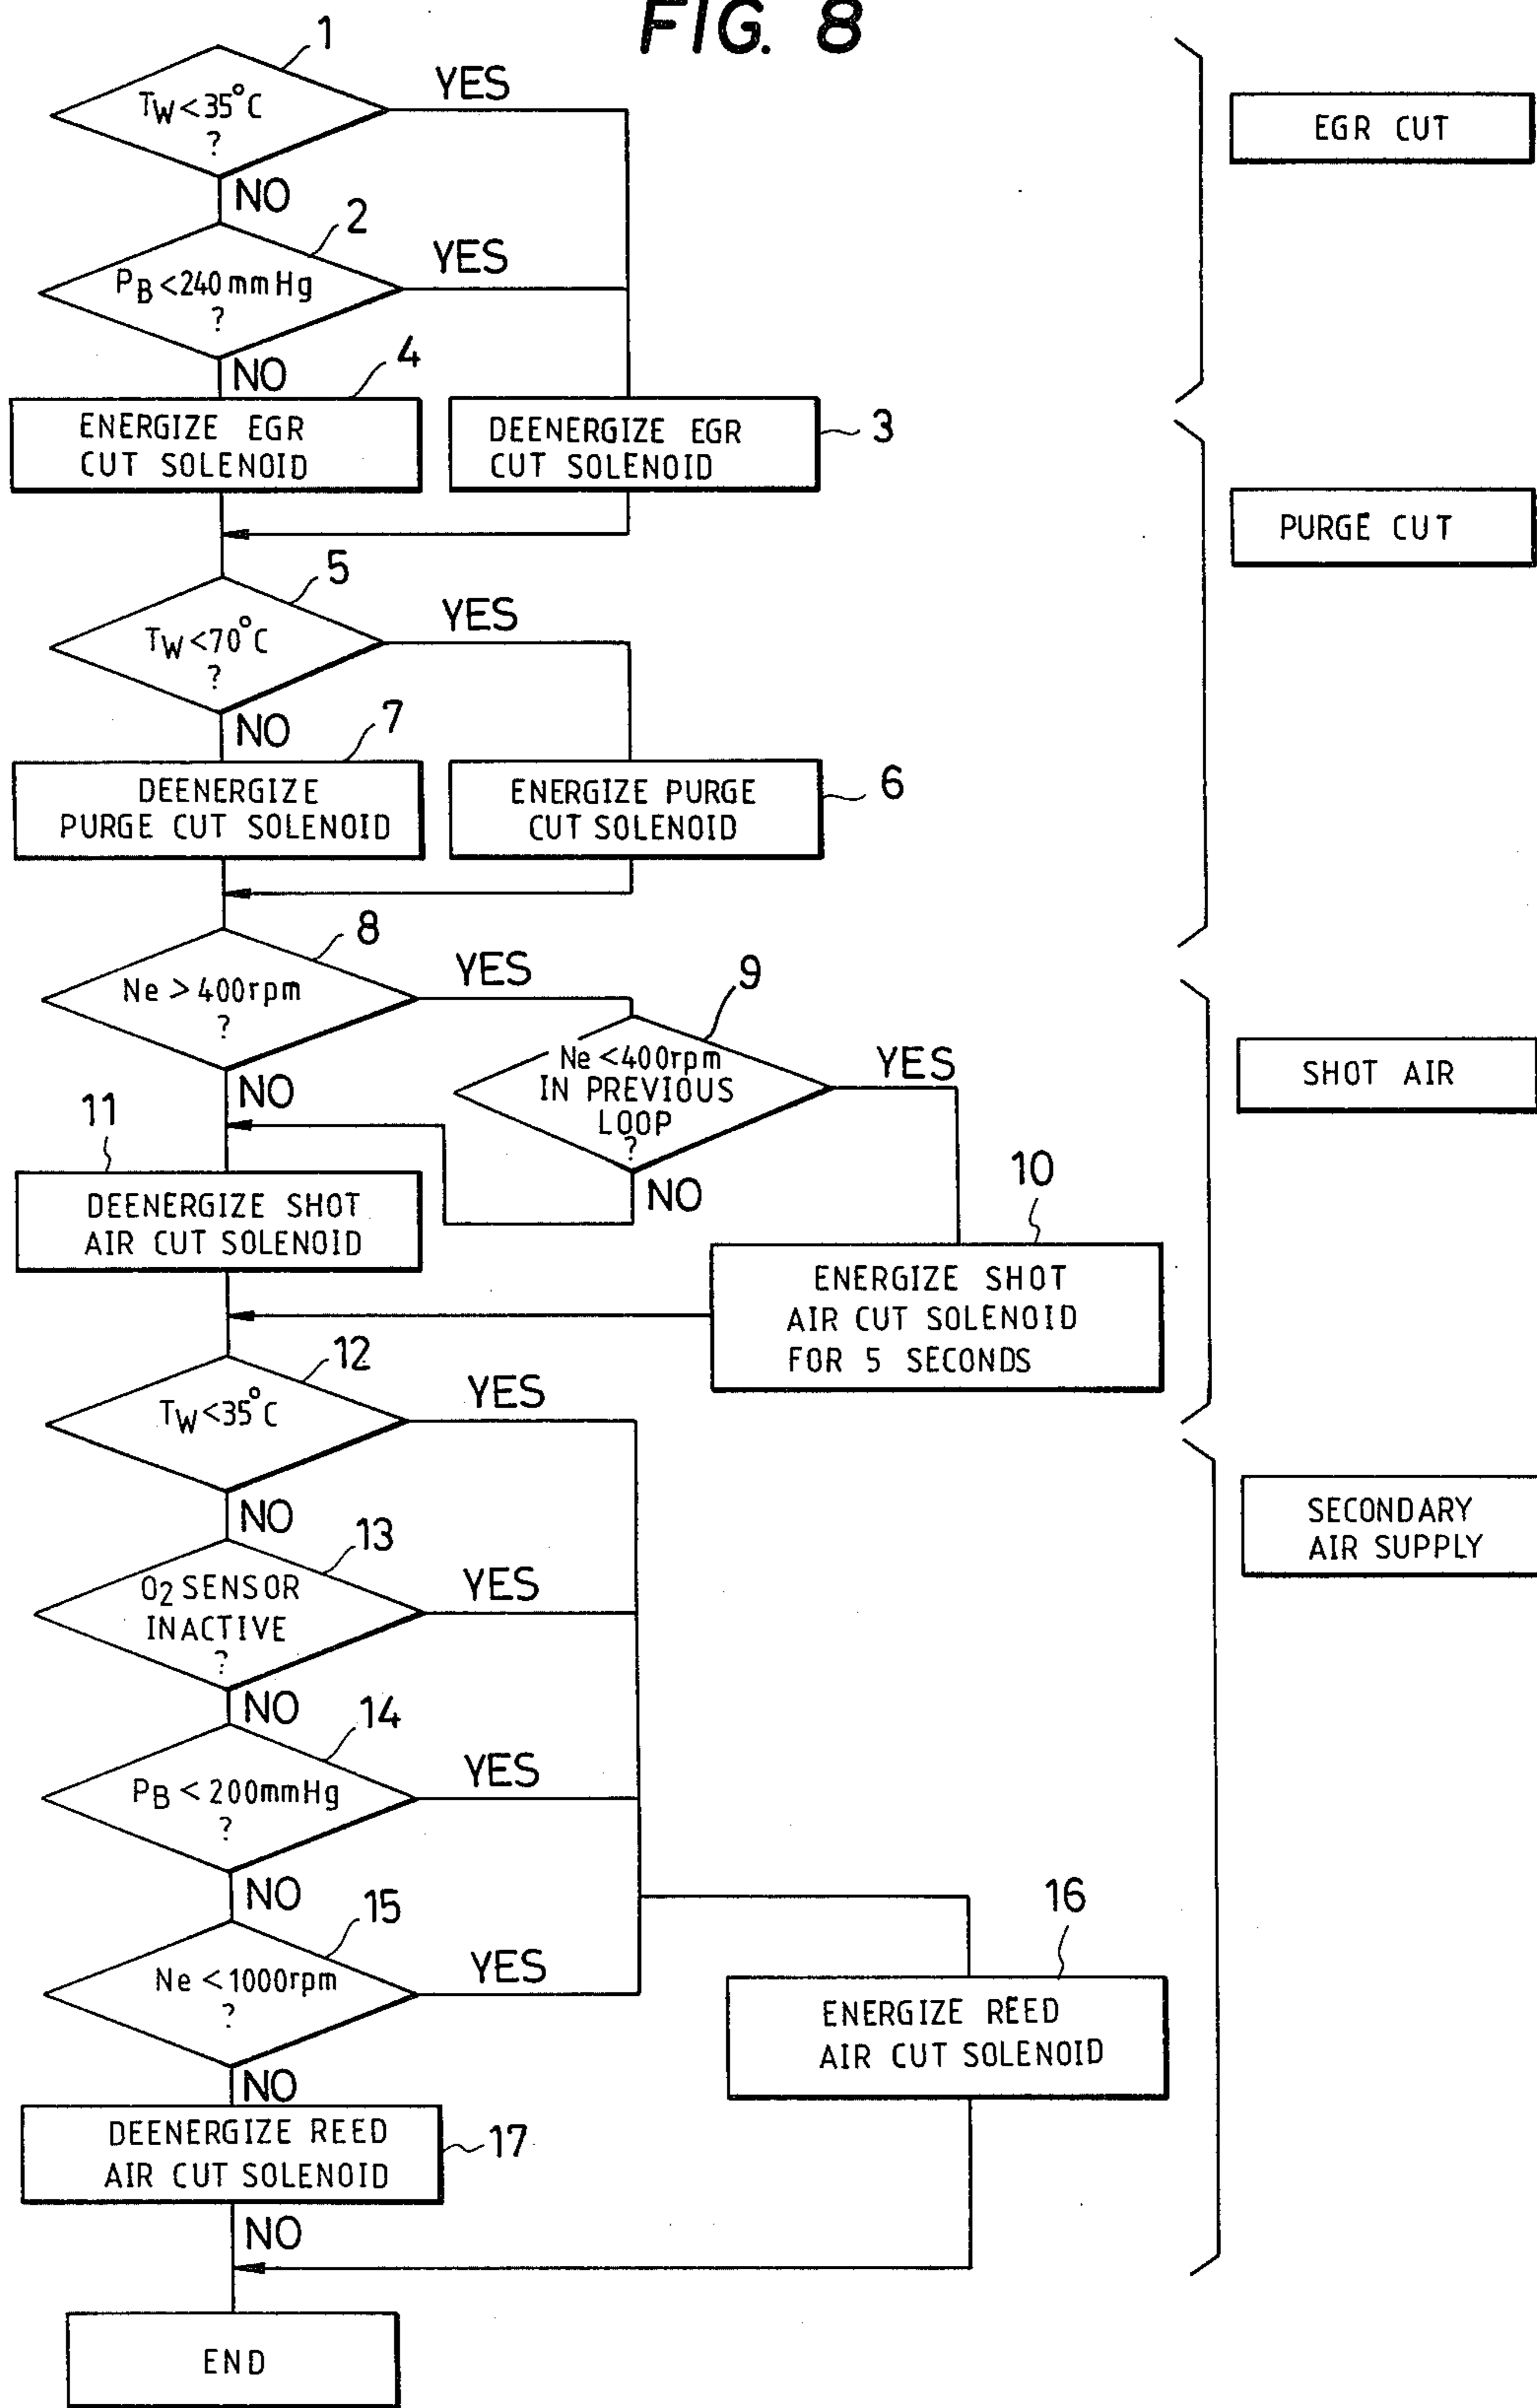 FIG. 8
1
TW<35°C
?
YES
NO
EGR CUT
2
PB<240mmHg
?
YES
NO
4
ENERGIZE EGR
CUT SOLENOID
DEENERGIZE EGR
CUT SOLENOID
3
PURGE CUT
5
TW<70°C
?
YES
NO
7
DEENERGIZE
PURGE CUT SOLENOID
ENERGIZE PURGE
CUT SOLENOID
6
8
Ne>400rpm
?
YES
NO
9
Ne<400rpm
IN PREVIOUS
LOOP
?
YES
NO
SHOT AIR
11
DEENERGIZE SHOT
AIR CUT SOLENOID
10
ENERGIZE SHOT
AIR CUT SOLENOID
FOR 5 SECONDS
12
TW<35°C
YES
NO
SECONDARY
AIR SUPPLY
13
O2 SENSOR
INACTIVE
?
YES
NO
14
PB<200mmHg
?
YES
NO
15
Ne<1000rpm
?
YES
NO
16
ENERGIZE REED
AIR CUT SOLENOID
DEENERGIZE REED
AIR CUT SOLENOID
17
NO
END